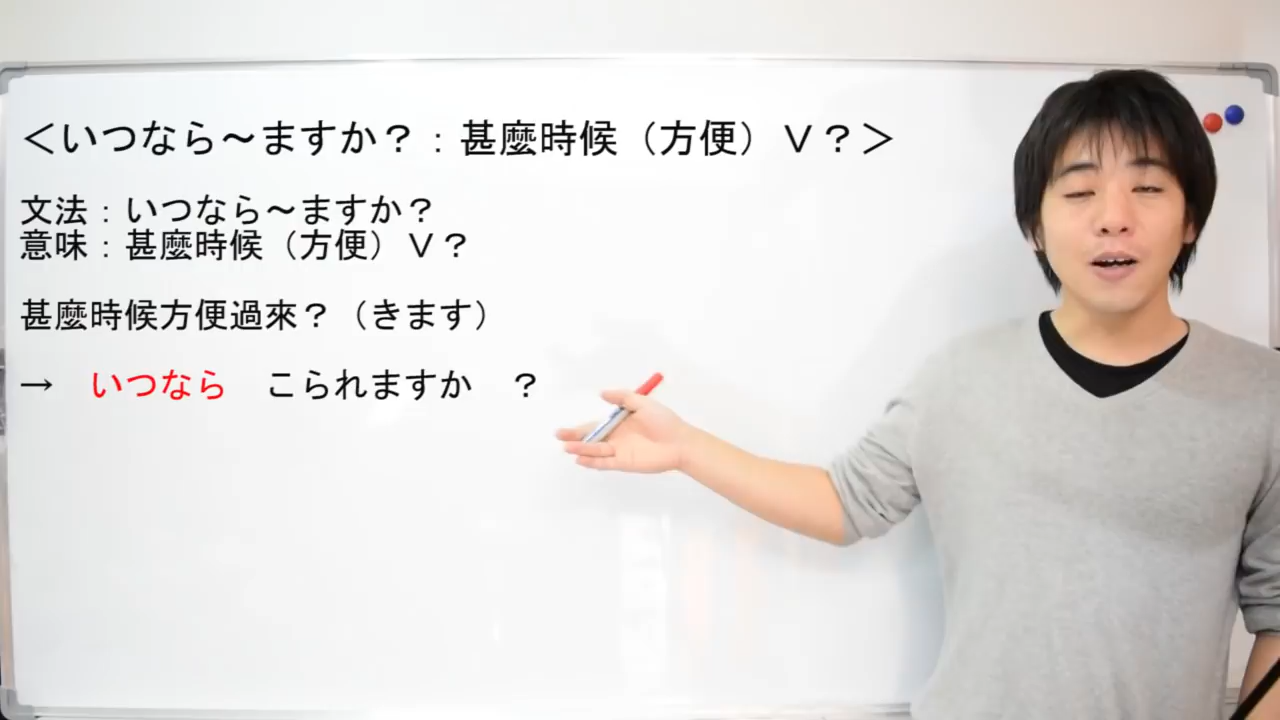 ＜いつなら～ますか？：甚麼時候（方便）Ｖ？＞
文法：いつなら～ますか？
意味：甚麼時候（方便）Ｖ？
甚麼時候方便過來？（きます）
→　いつなら　こられますか　？